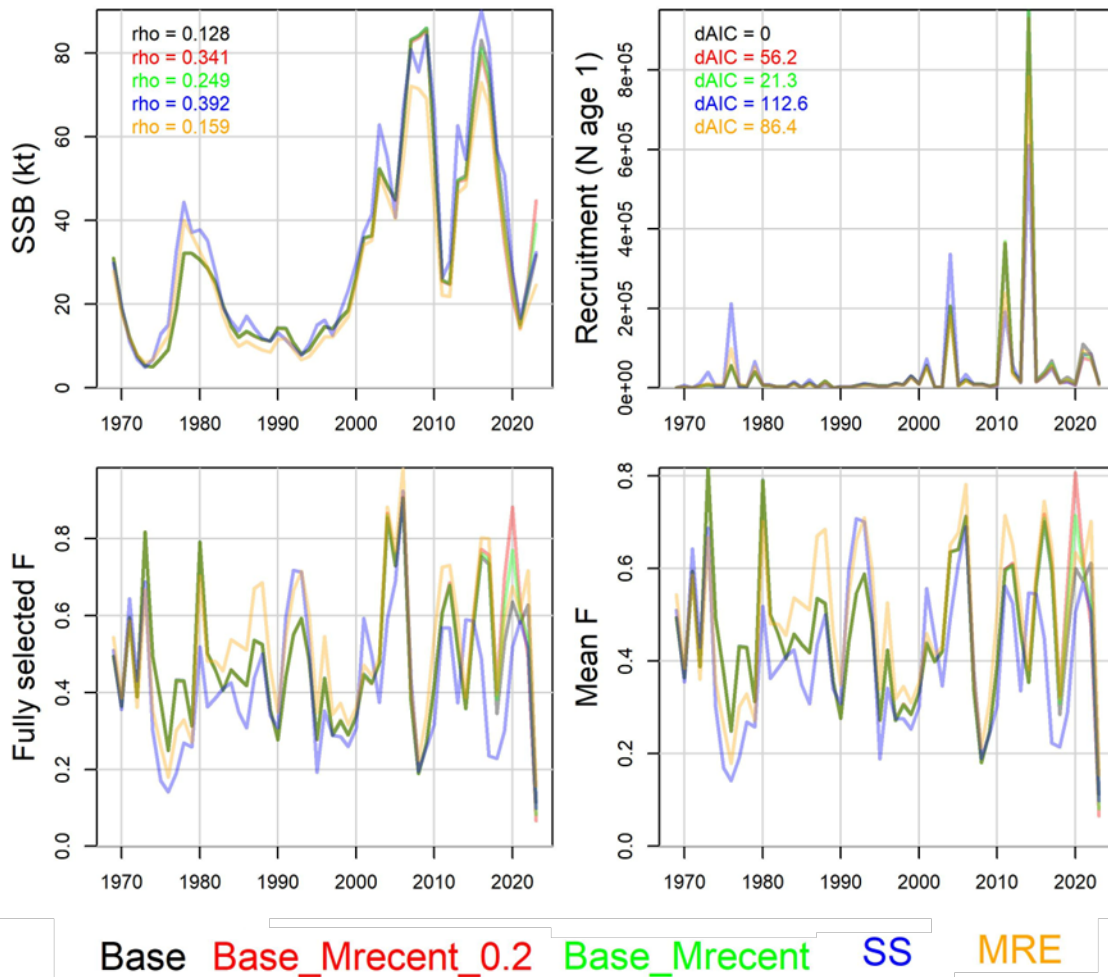 rho = 0.128
rho = 0.341
rho = 0.249
rho = 0.392
rho = 0.159
SSB (kt)
80
60
40
20
0
1970 1980 1990 2000 2010 2020
dAIC = 0
dAIC = 56.2
dAIC = 21.3
dAIC = 112.6
dAIC = 86.4
Recruitment (N age 1)
8e+05
6e+05
4e+05
2e+05
0e+00
1970 1980 1990 2000 2010 2020
Fully selected F
0.8
0.6
0.4
0.2
0.0
1970 1980 1990 2000 2010 2020
Mean F
0.8
0.6
0.4
0.2
0.0
1970 1980 1990 2000 2010 2020
Base Base_Mrecent_0.2 Base_Mrecent SS MRE